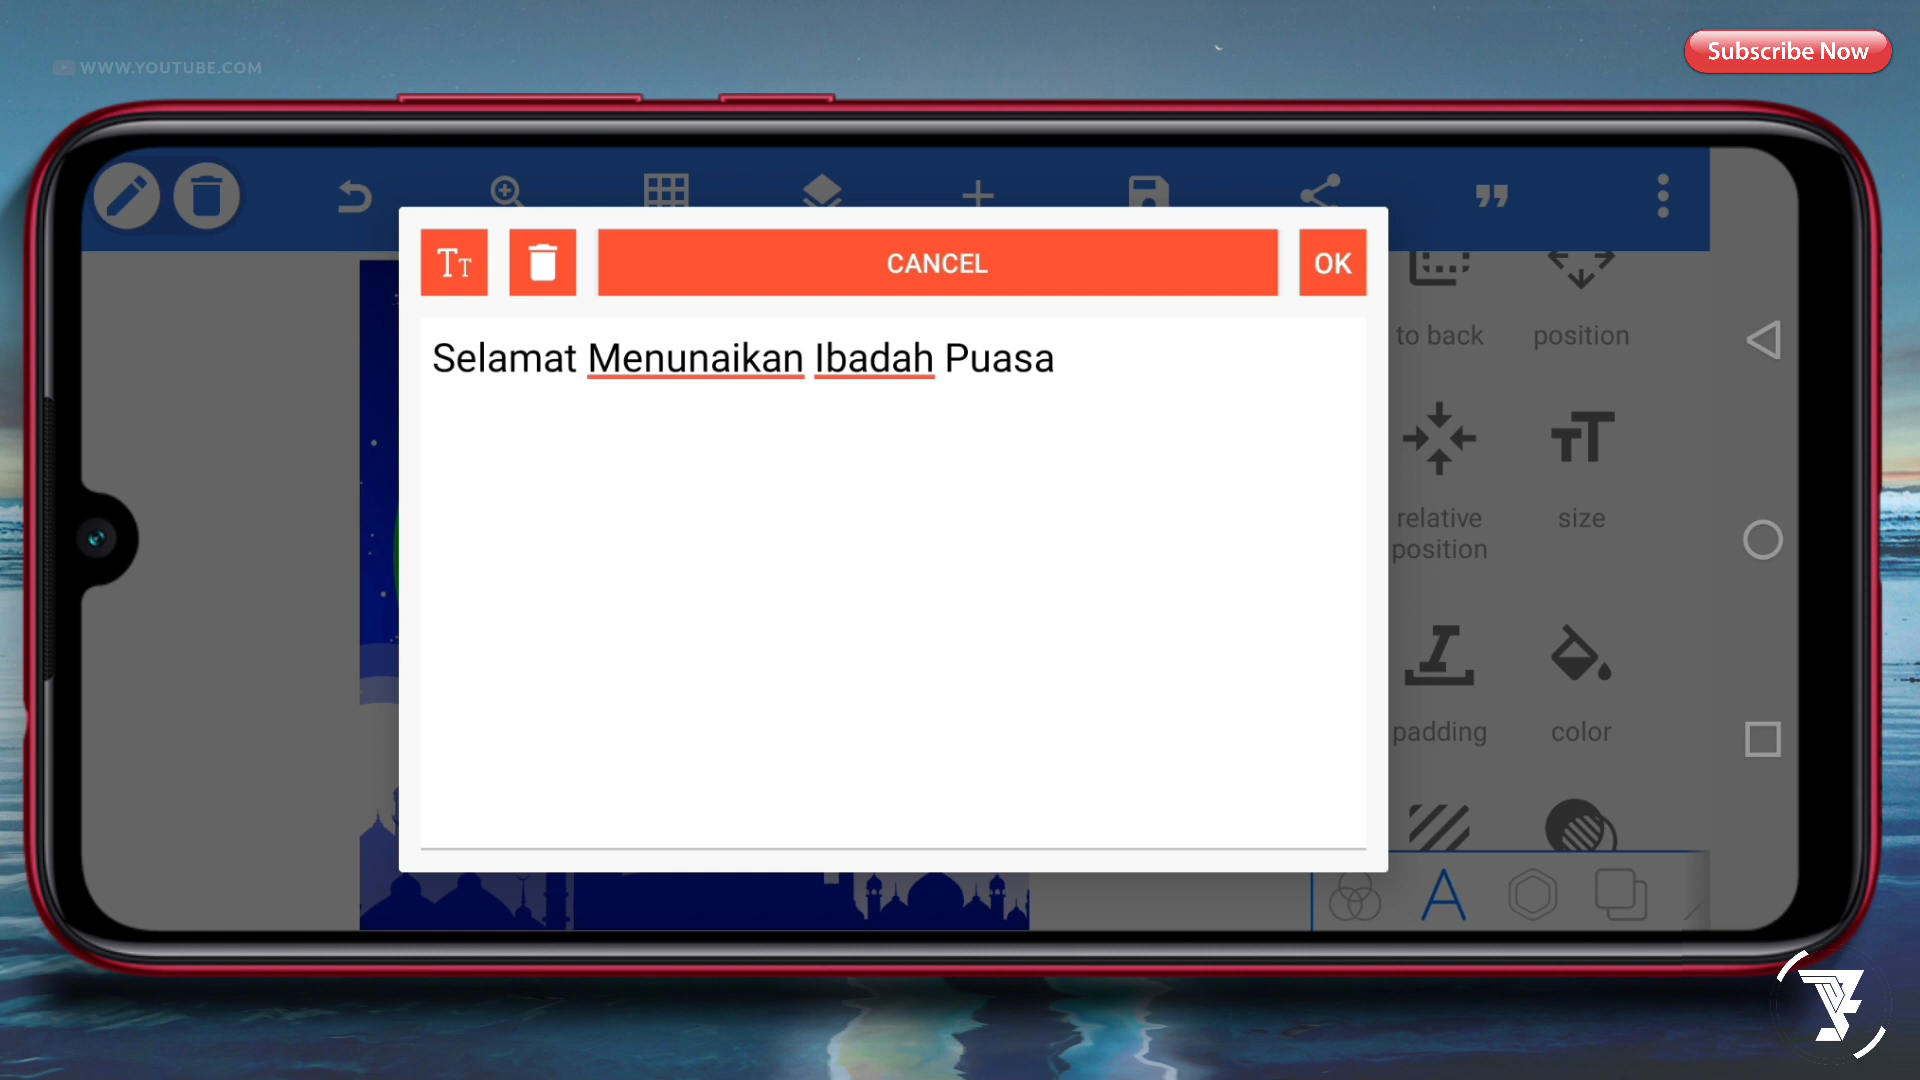 WWW.YOUTUBE.COM
Subscribe Now
Tт
CANCEL
OK
Selamat Menunaikan Ibadah Puasa
to back
position
relative position
size
padding
color